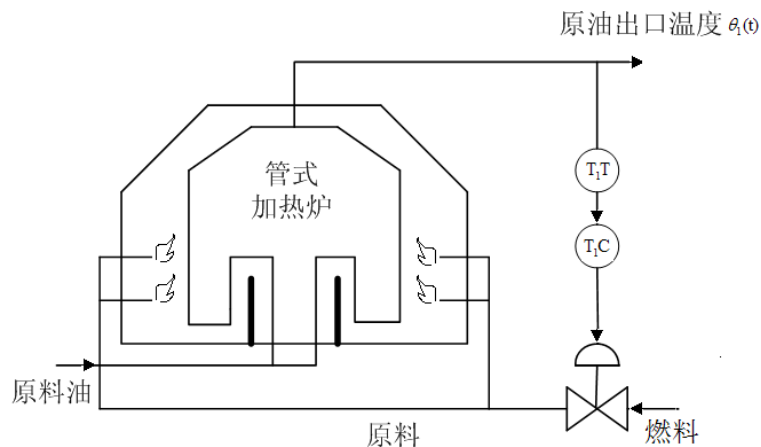 原油出口温度 θ₁(t)
管式
加热炉
T₁T
T₁C
原料油
原料
燃料